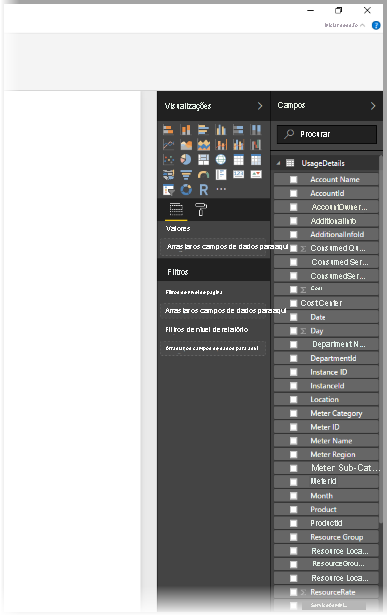 Visualizações
Campos
Procurar
Valores
Arrastar os campos de dados para aqui
Filtros
Filtros de nível de página
Arrastar os campos de dados para aqui
Filtros de nível de relatório
Arrastar os campos de dados para aqui
UsageDetails
Account Name
AccountId
AccountOwner...
AdditionalInfo
AdditionalInfoId
Σ Consumed Qu...
Consumed Ser...
ConsumedSer...
Σ Cost
Cost Center
Date
Σ Day
Department N...
DepartmentId
Instance ID
InstanceId
Location
Meter Category
Meter ID
Meter Name
Meter Region
Meter Sub-Cat...
MeterId
Month
Product
ProductId
Resource Group
Resource Loca...
ResourceGrou...
Resource Loca...
Σ ResourceRate